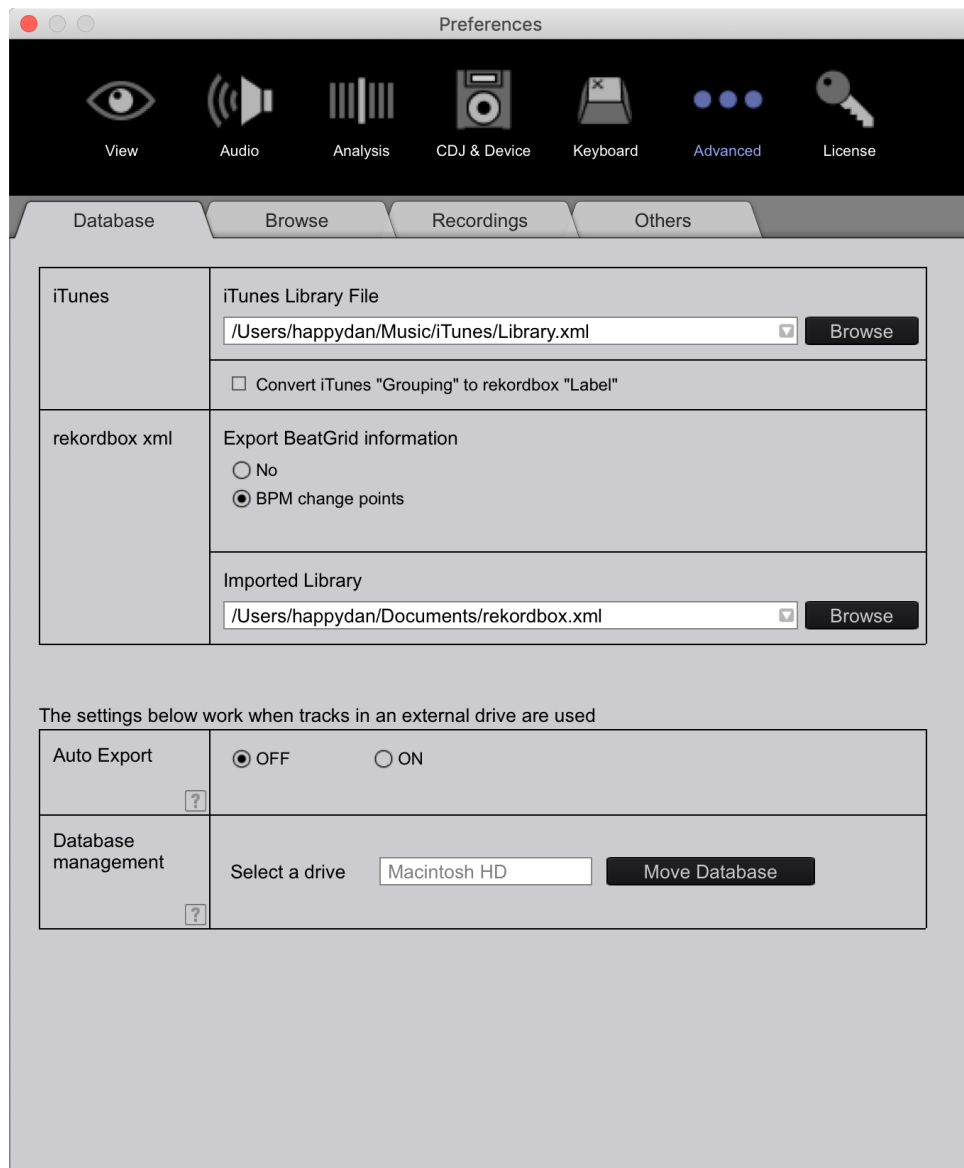 Preferences
View
Audio
Analysis
CDJ & Device
Keyboard
Advanced
License
Database
Browse
Recordings
Others
iTunes
iTunes Library File
/Users/happydan/Music/iTunes/Library.xml
Browse
Convert iTunes "Grouping" to rekordbox "Label"
rekordbox xml
Export BeatGrid information
No
BPM change points
Imported Library
/Users/happydan/Documents/rekordbox.xml
Browse
The settings below work when tracks in an external drive are used
Auto Export
OFF
ON
?
Database
management
Select a drive
Macintosh HD
Move Database
?